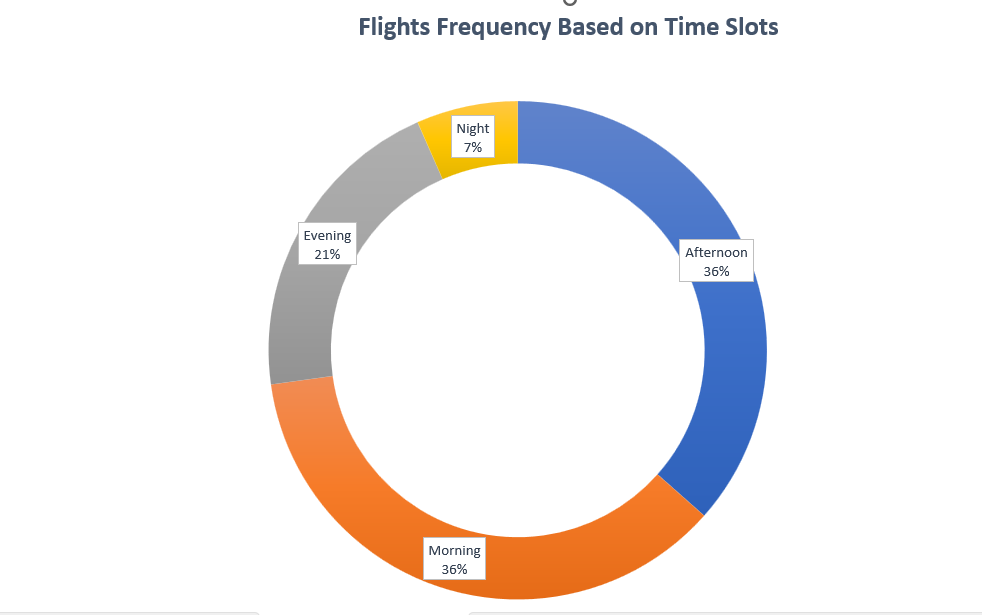 Flights Frequency Based on Time Slots
Night
7%
Evening
21%
Afternoon
36%
Morning
36%